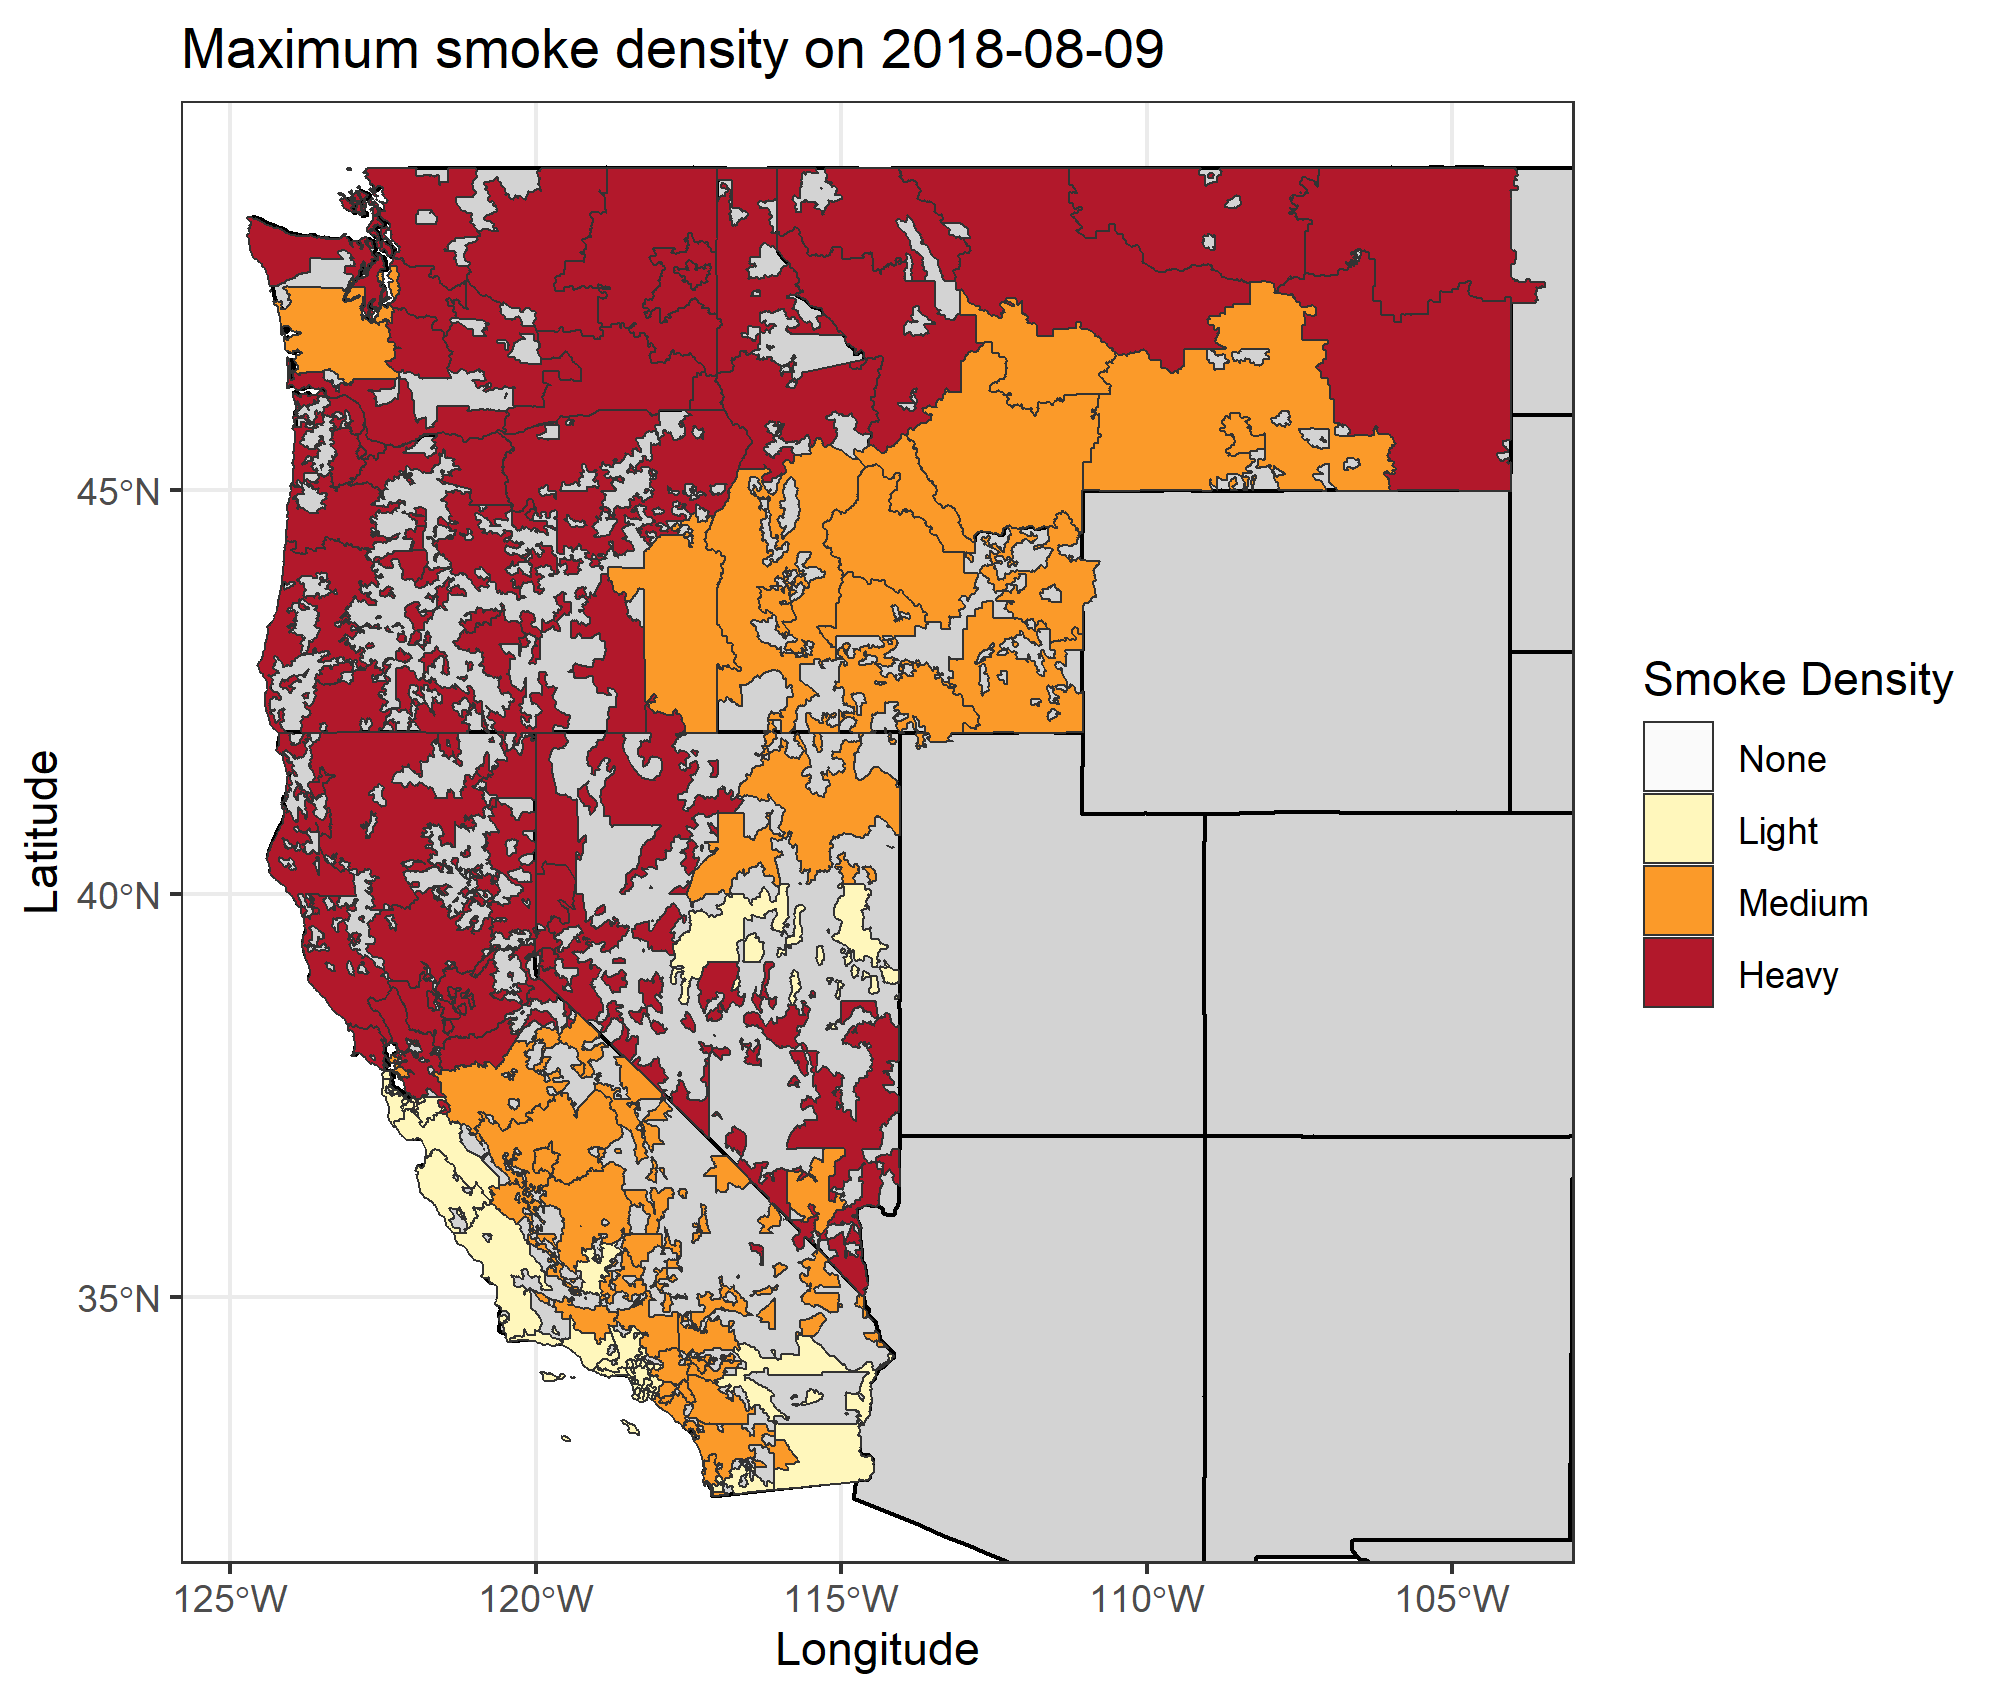 Maximum smoke density on 2018-08-09
45°N
40°N
35°N
Latitude
125°W
120°W
115°W
110°W
105°W
Longitude
Smoke Density
None
Light
Medium
Heavy